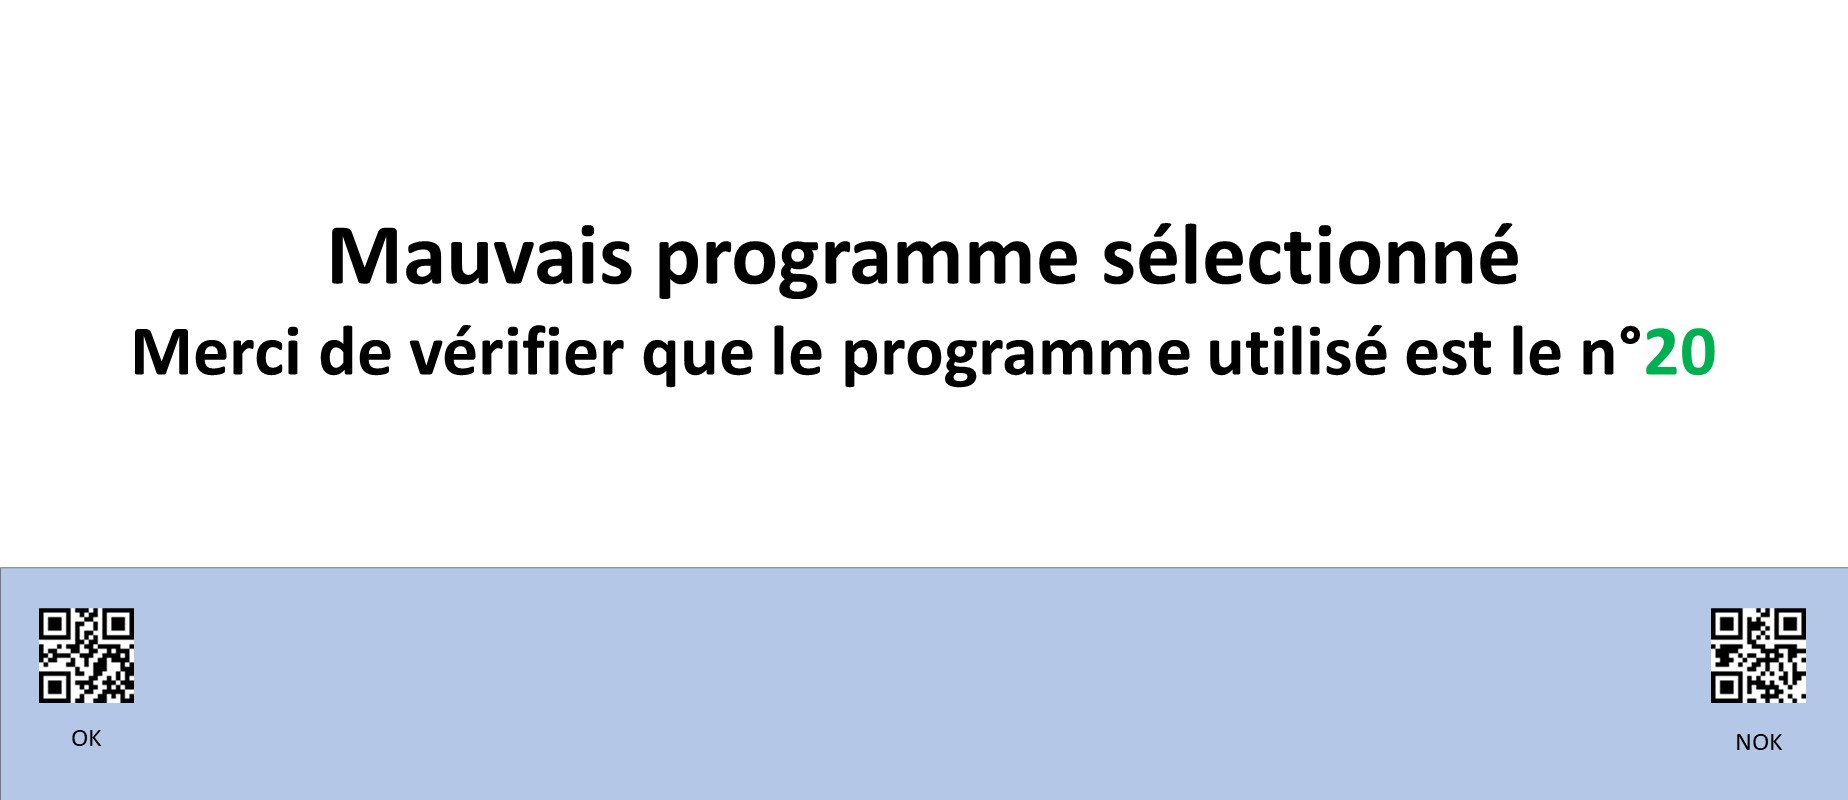 Mauvais programme sélectionné
Merci de vérifier que le programme utilisé est le n°20
OK
NOK